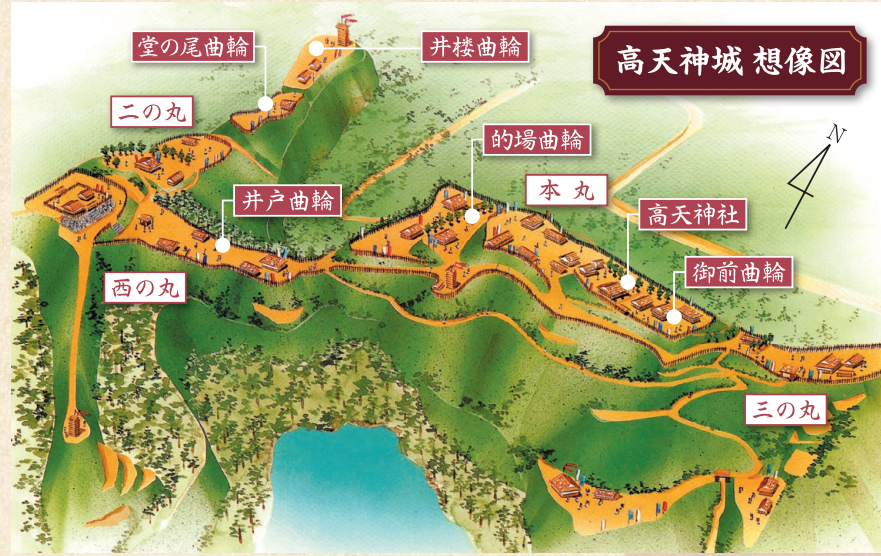 高天神城 想像図
堂の尾曲輪
井楼曲輪
二の丸
的場曲輪
N
本丸
井戸曲輪
高天神社
西の丸
御前曲輪
三の丸